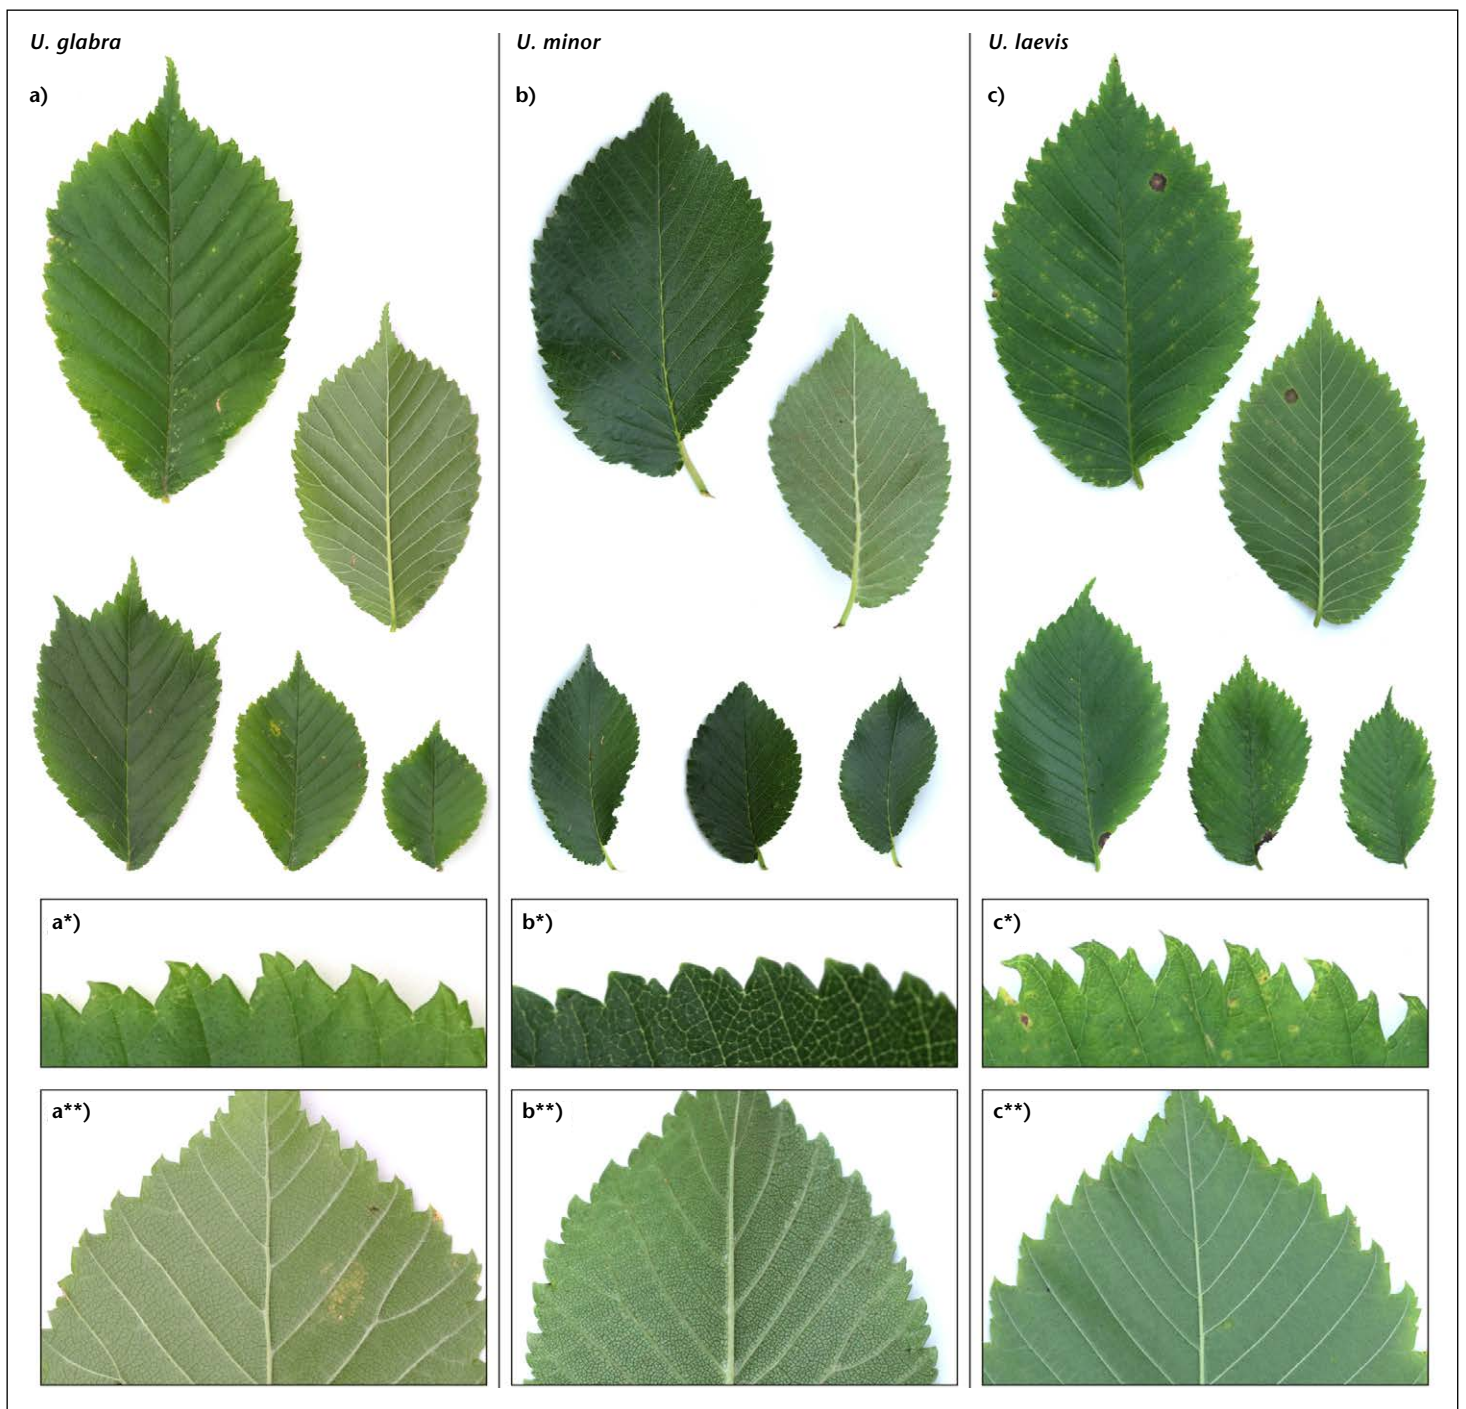 U. glabra
a)
U. minor
b)
U. laevis
c)
a*)
b*)
c*)
a**)
b**)
c**)